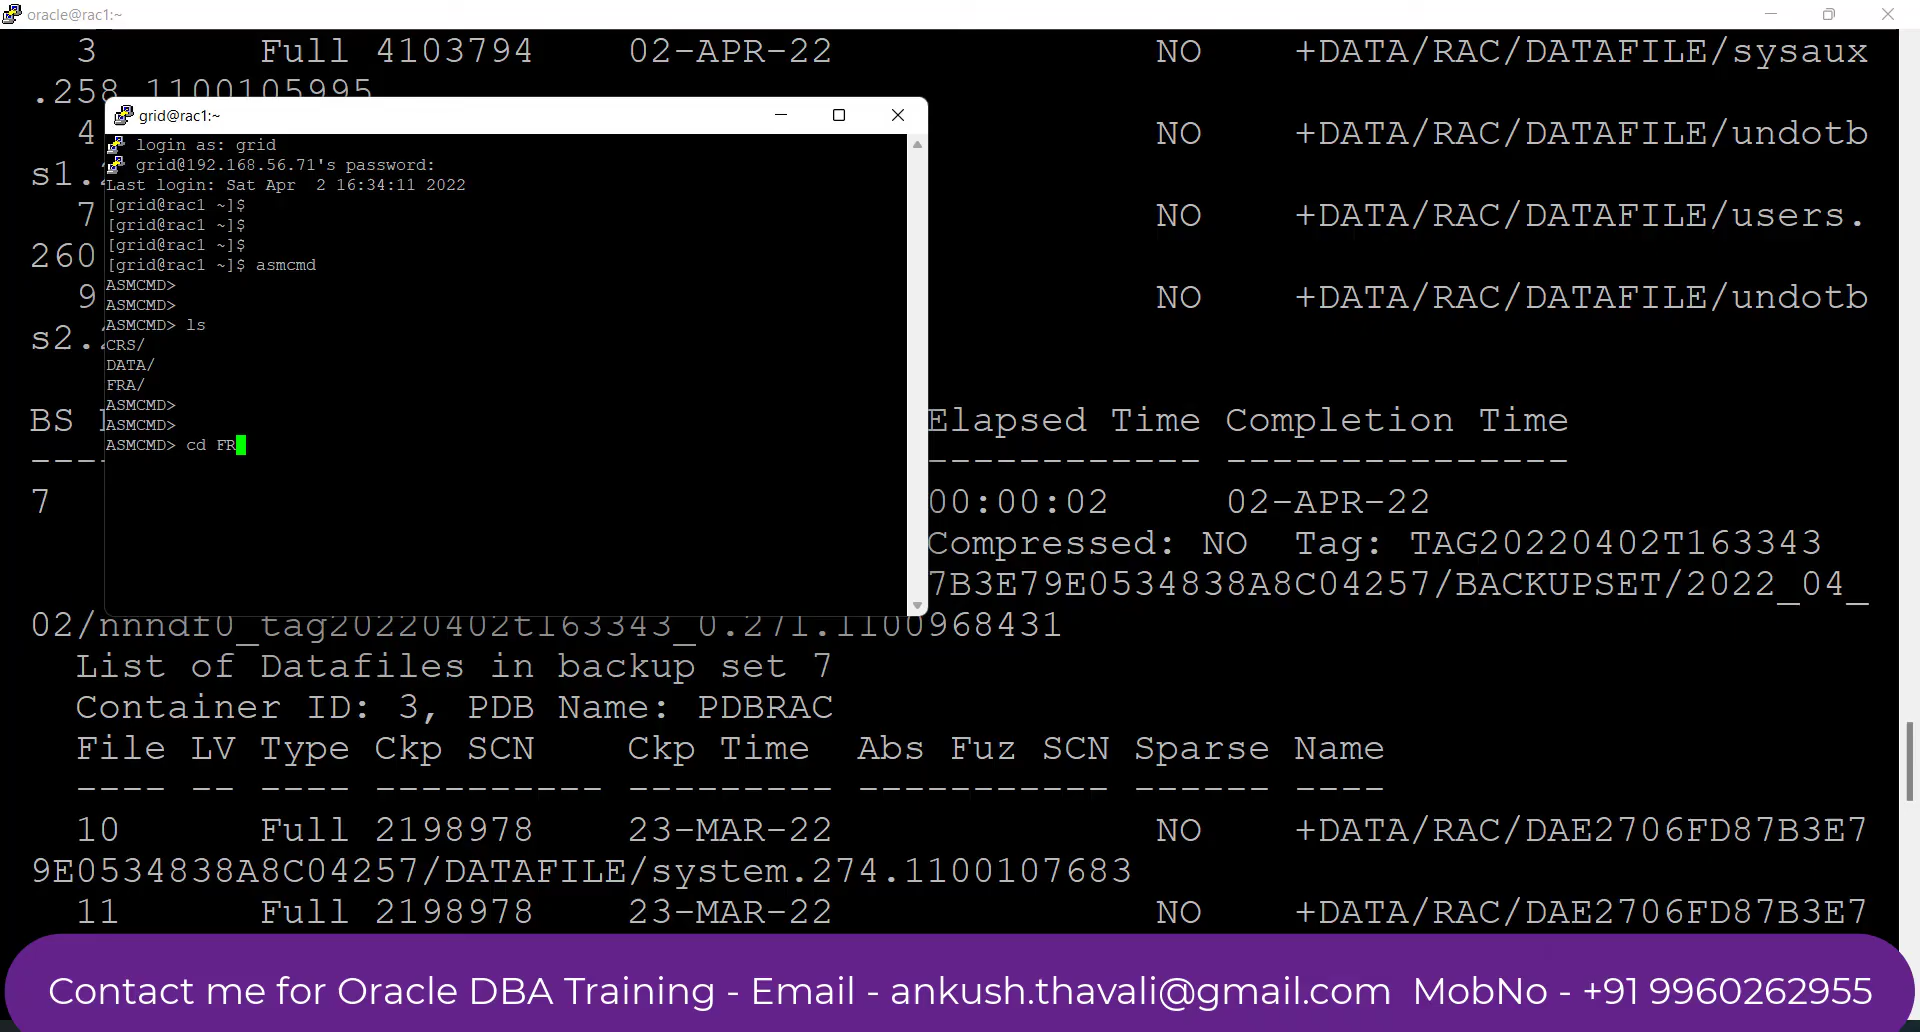 oracle@rac1:~
3 Full 4103794 02-APR-22 NO +DATA/RAC/DATAFILE/sysaux
.258.1100105995
4 NO +DATA/RAC/DATAFILE/undotb
s1.
7 NO +DATA/RAC/DATAFILE/users.
260
9 NO +DATA/RAC/DATAFILE/undotb
s2.
grid@rac1:~
login as: grid
grid@192.168.56.71's password:
Last login: Sat Apr  2 16:34:11 2022
[grid@rac1 ~]$
[grid@rac1 ~]$
[grid@rac1 ~]$
[grid@rac1 ~]$ asmcmd
ASMCMD>
ASMCMD>
ASMCMD> ls
CRS/
DATA/
FRA/
ASMCMD>
ASMCMD>
ASMCMD> cd FR
BS Elapsed Time Completion Time
---- ------------ ---------------
7 00:00:02 02-APR-22
Compressed: NO  Tag: TAG20220402T163343
7B3E79E0534838A8C04257/BACKUPSET/2022_04_
02/nnndf0_tag20220402t163343_0.271.1100968431
List of Datafiles in backup set 7
Container ID: 3, PDB Name: PDBRAC
File LV Type Ckp SCN    Ckp Time  Abs Fuz SCN Sparse Name
---- -- ---- ---------- --------- ----------- ------ ----
10 Full 2198978 23-MAR-22 NO +DATA/RAC/DAE2706FD87B3E7
9E0534838A8C04257/DATAFILE/system.274.1100107683
11 Full 2198978 23-MAR-22 NO +DATA/RAC/DAE2706FD87B3E7
Contact me for Oracle DBA Training - Email - ankush.thavali@gmail.com  MobNo - +91 9960262955